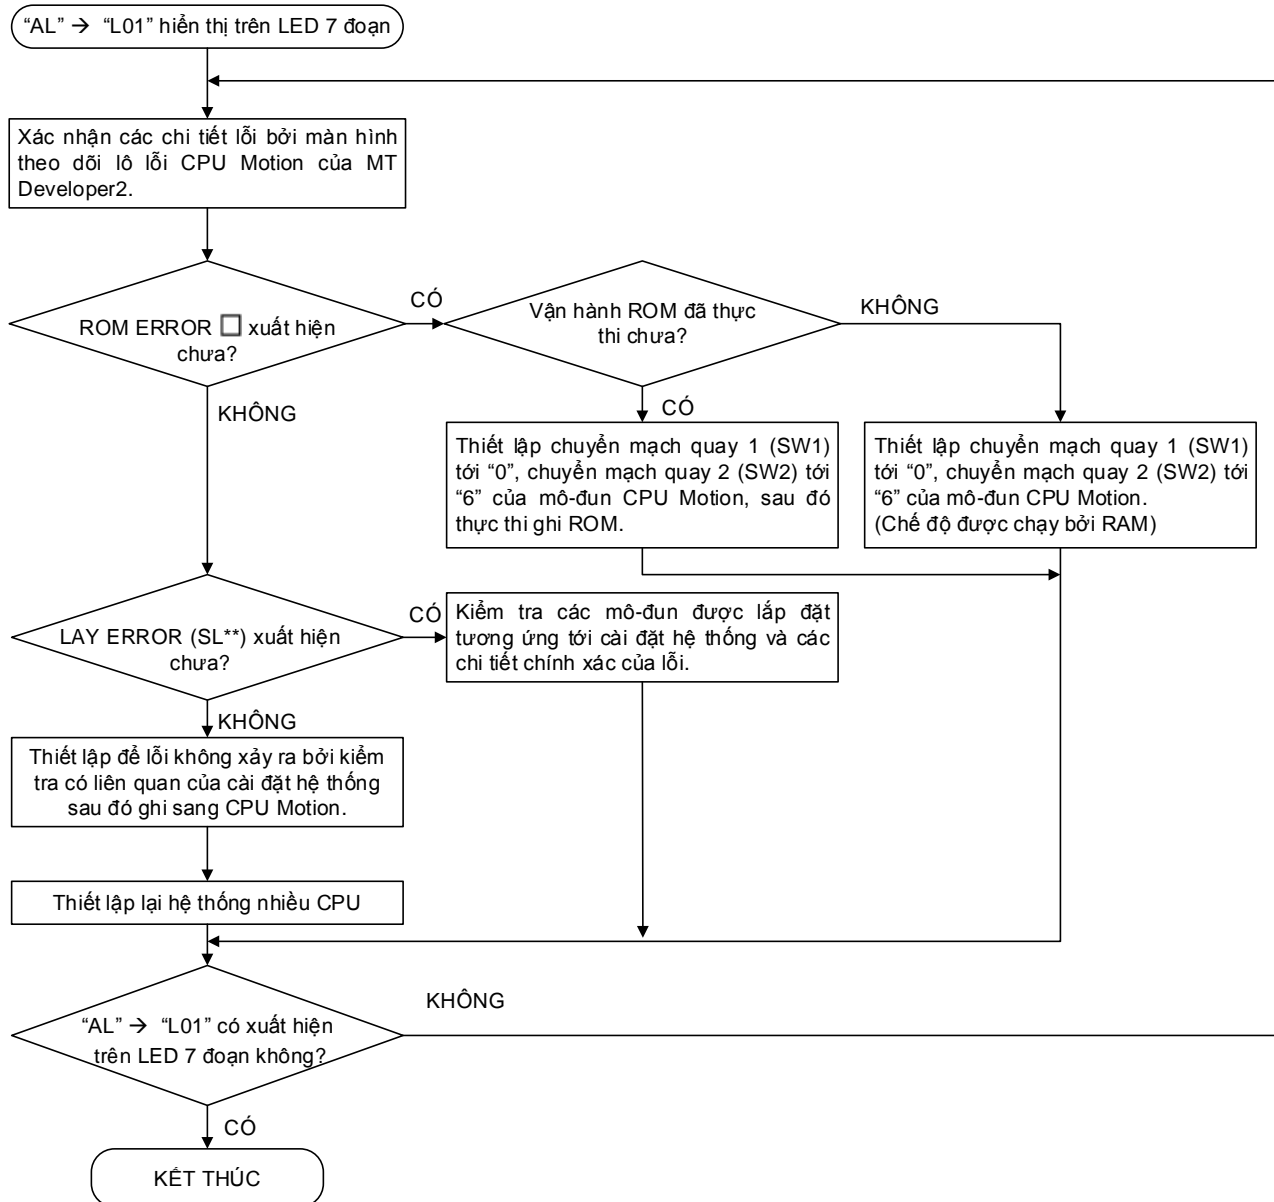 “AL” → “L01” hiển thị trên LED 7 đoạn
Xác nhận các chi tiết lỗi bởi màn hình
theo dõi lô lỗi CPU Motion của MT
Developer2.
ROM ERROR □ xuất hiện
chưa?
CÓ
Vận hành ROM đã thực
thi chưa?
KHÔNG
KHÔNG
CÓ
Thiết lập chuyển mạch quay 1 (SW1)
tới “0”, chuyển mạch quay 2 (SW2) tới
“6” của mô-đun CPU Motion, sau đó
thực thi ghi ROM.
Thiết lập chuyển mạch quay 1 (SW1)
tới “0”, chuyển mạch quay 2 (SW2) tới
“6” của mô-đun CPU Motion.
(Chế độ được chạy bởi RAM)
LAY ERROR (SL**) xuất hiện
chưa?
CÓ
Kiểm tra các mô-đun được lắp đặt
tương ứng tới cài đặt hệ thống và các
chi tiết chính xác của lỗi.
KHÔNG
Thiết lập để lỗi không xảy ra bởi kiểm
tra có liên quan của cài đặt hệ thống
sau đó ghi sang CPU Motion.
Thiết lập lại hệ thống nhiều CPU
“AL” → “L01” có xuất hiện
trên LED 7 đoạn không?
KHÔNG
CÓ
KẾT THÚC